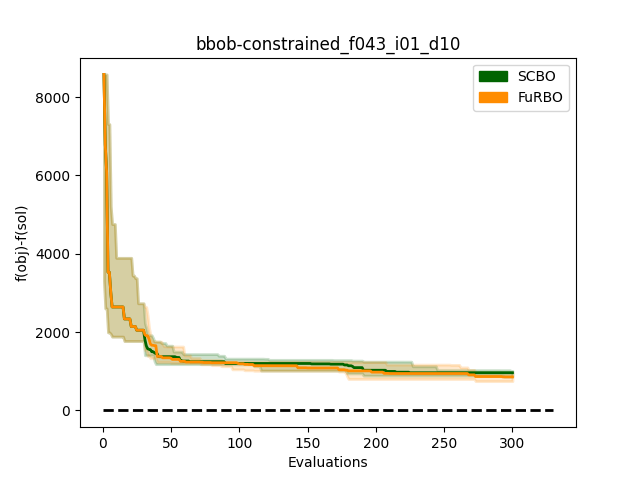 bbob-constrained_f043_i01_d10
SCBO
FuRBO
f(obj)-f(sol)
8000
6000
4000
2000
0
0 50 100 150 200 250 300
Evaluations